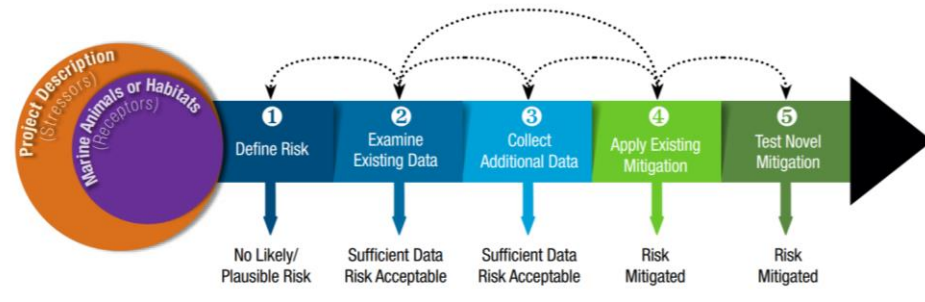 Project Description
(Stressors)
Marine Animals or Habitats
(Receptors)
1
Define Risk
2
Examine
Existing Data
3
Collect
Additional Data
4
Apply Existing
Mitigation
5
Test Novel
Mitigation
No Likely/
Plausible Risk
Sufficient Data
Risk Acceptable
Sufficient Data
Risk Acceptable
Risk
Mitigated
Risk
Mitigated